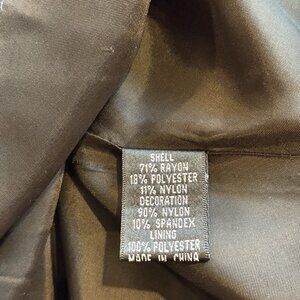 SHELL
71% RAYON
18% POLYESTER
11% NYLON
DECORATION
90% NYLON
10% SPANDEX
LINING
100% POLYESTER
MADE IN CHINA